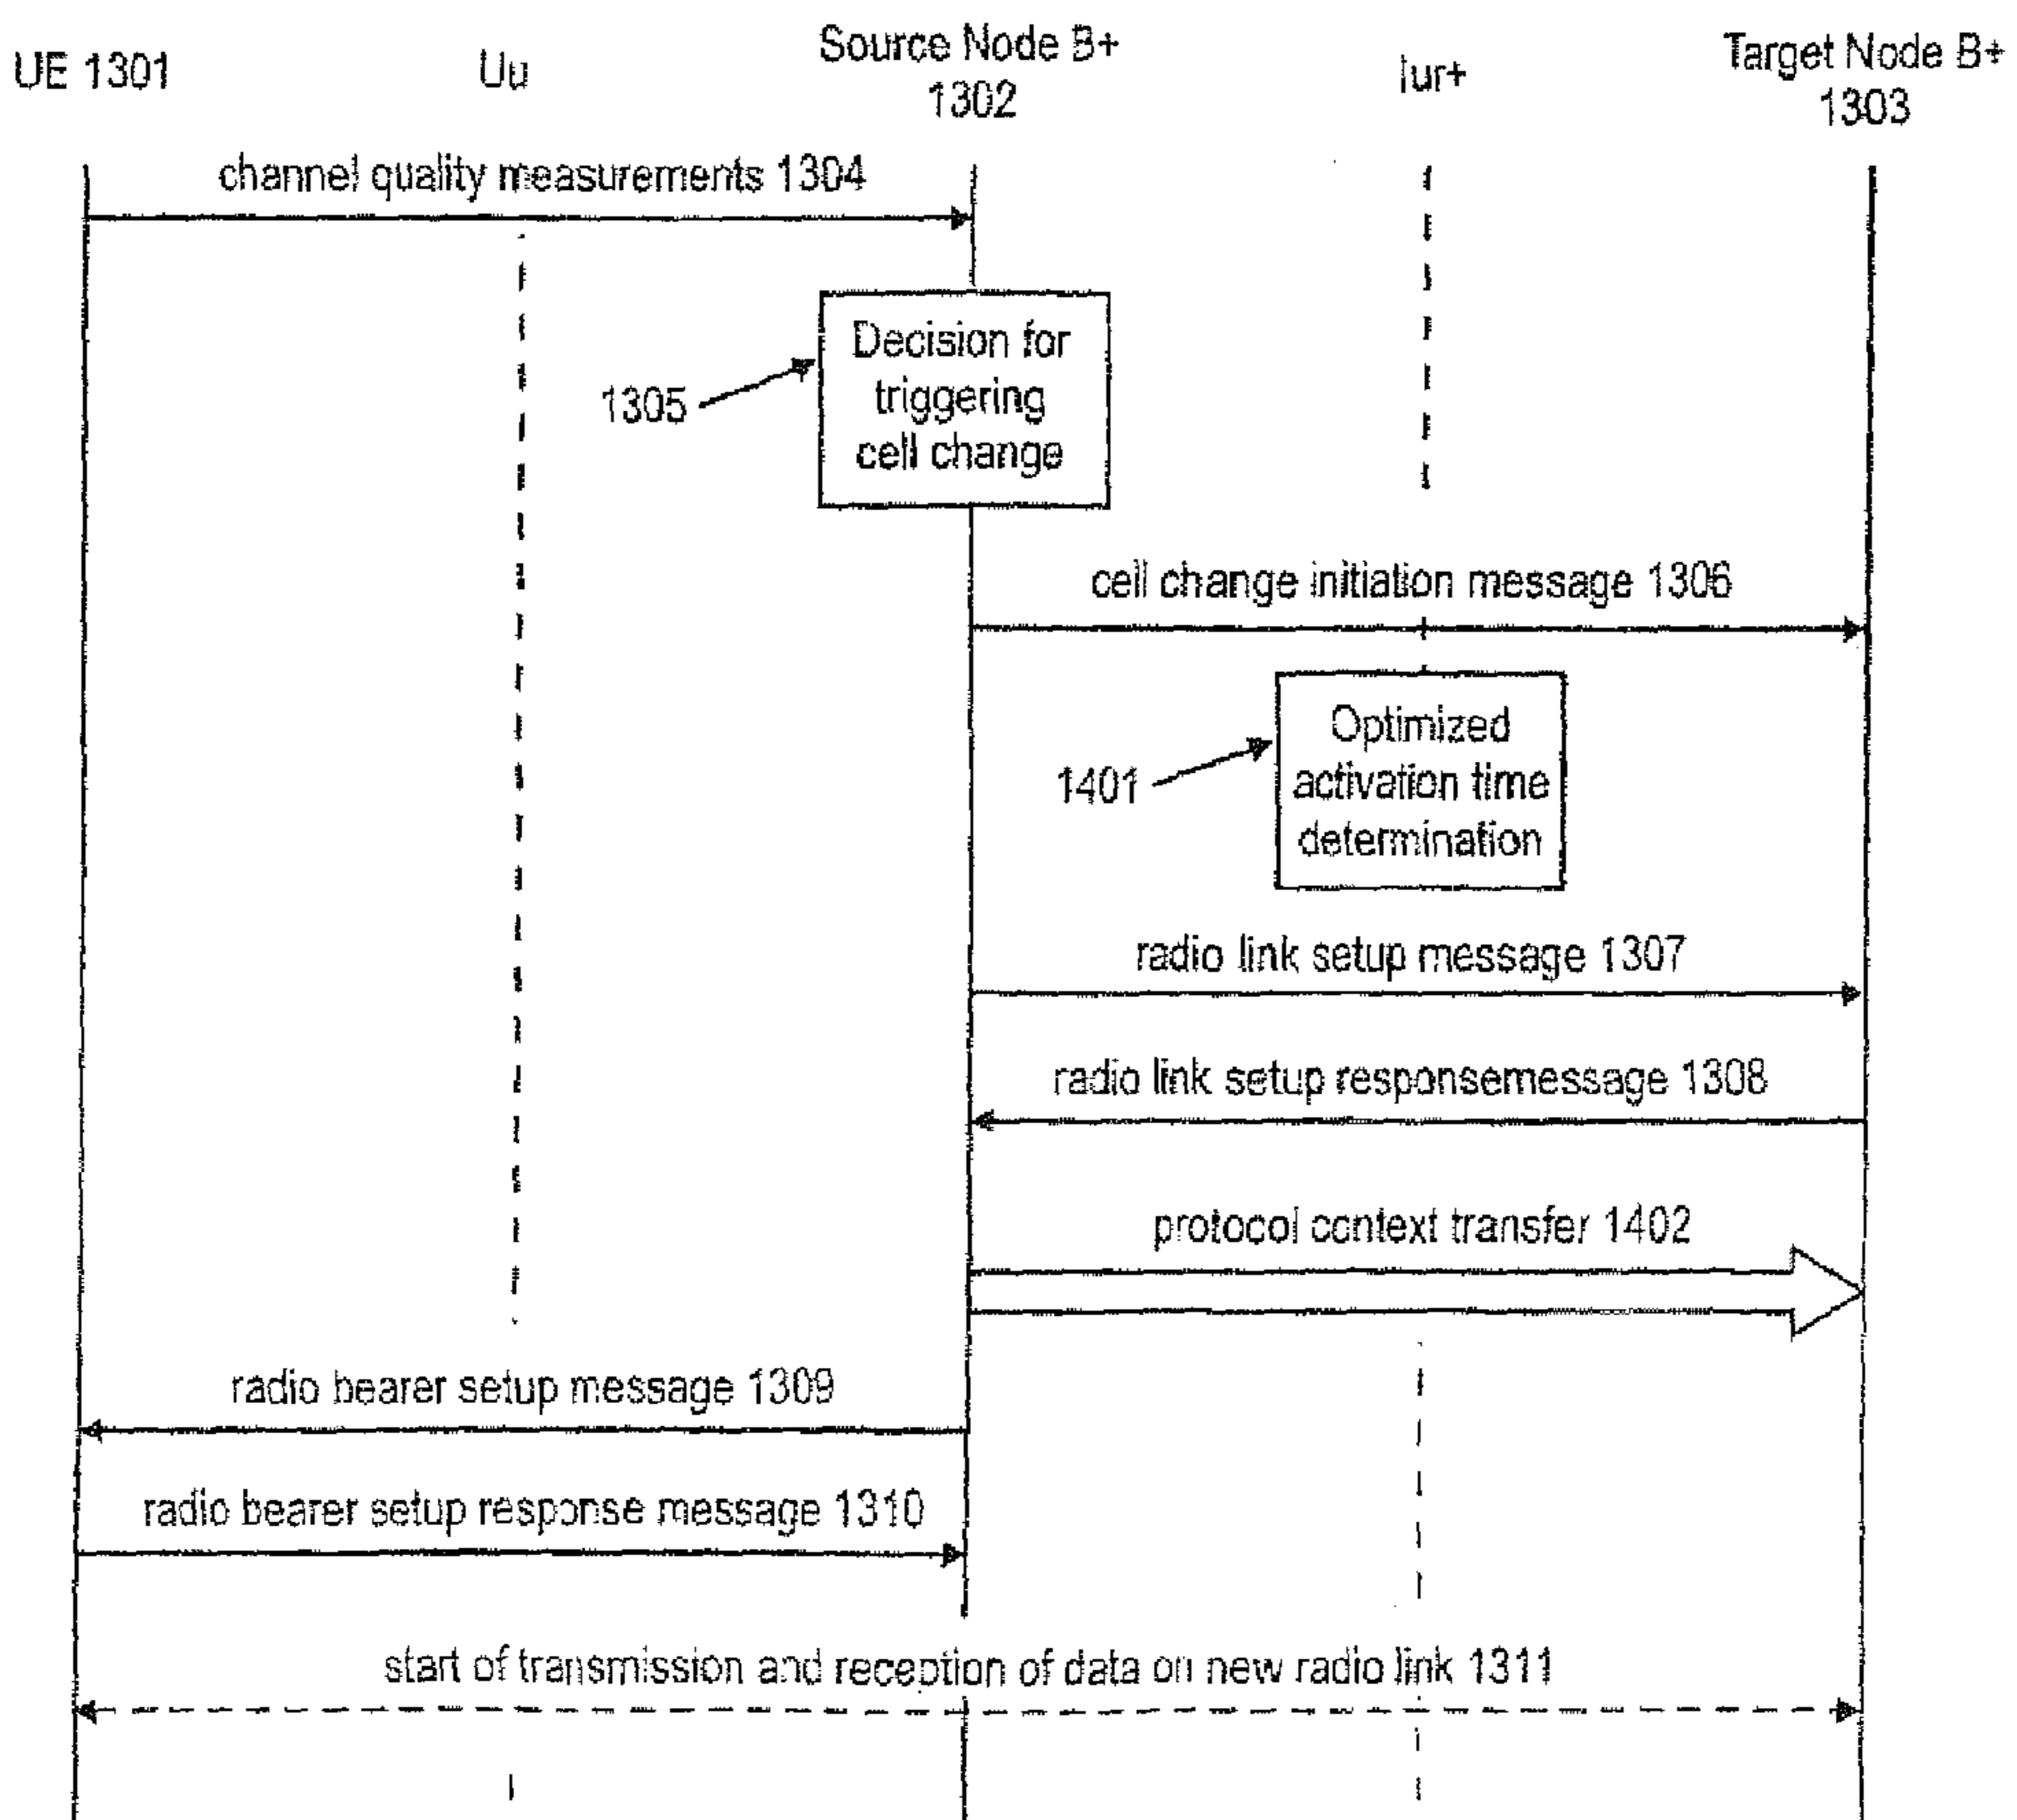 UE 1301
Uu
Source Node B+
1302
Iur+
Target Node B+
1303
channel quality measurements 1304
Decision for
triggering
cell change
1305
cell change initiation message 1306
Optimized
activation time
determination
1401
radio link setup message 1307
radio link setup responsemessage 1308
protocol context transfer 1402
radio bearer setup message 1309
radio bearer setup response message 1310
start of transmission and reception of data on new radio link 1311